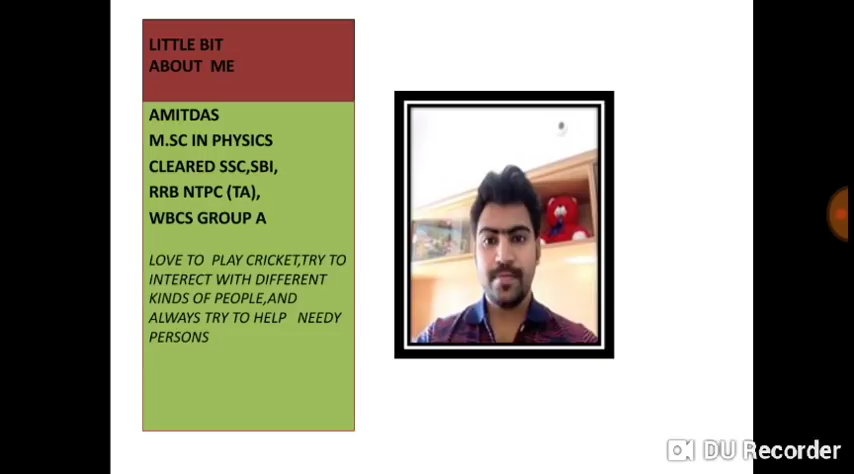 LITTLE BIT
ABOUT ME
AMITDAS
M.SC IN PHYSICS
CLEARED SSC,SBI,
RRB NTPC (TA),
WBCS GROUP A
LOVE TO PLAY CRICKET,TRY TO
INTERECT WITH DIFFERENT
KINDS OF PEOPLE,AND
ALWAYS TRY TO HELP NEEDY
PERSONS
DU Recorder